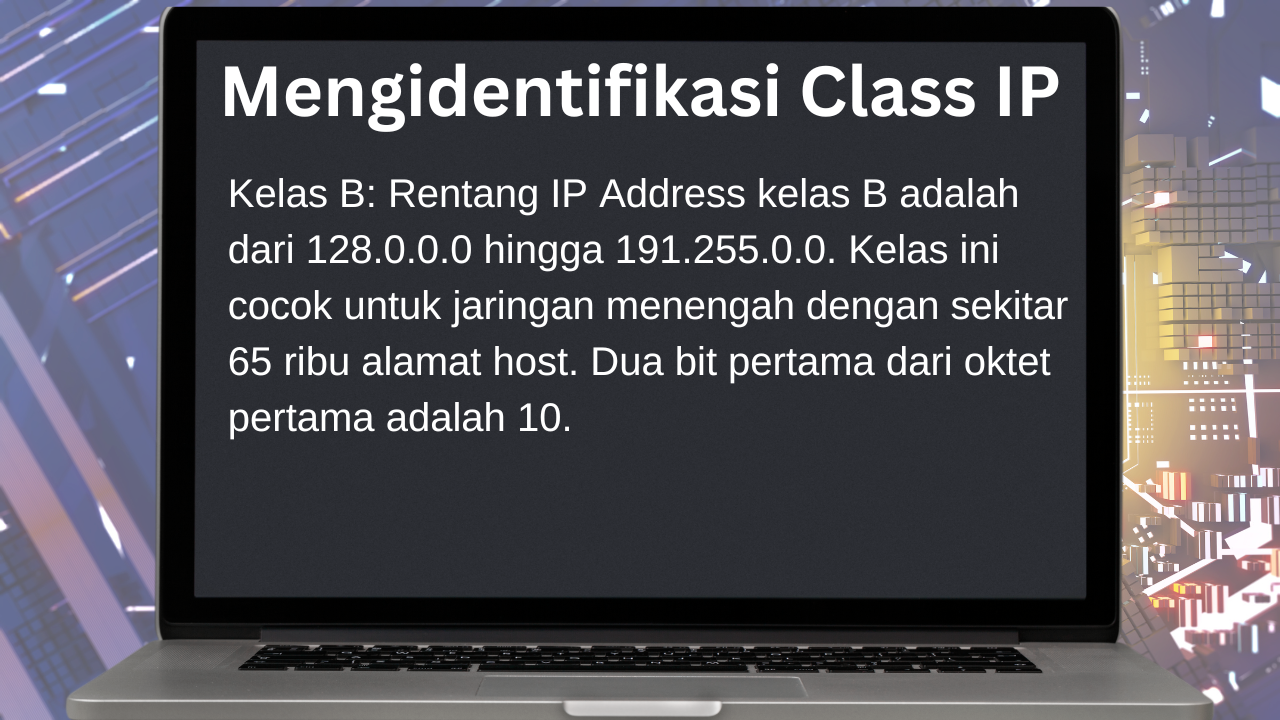 Mengidentifikasi Class IP
Kelas B: Rentang IP Address kelas B adalah
dari 128.0.0.0 hingga 191.255.0.0. Kelas ini
cocok untuk jaringan menengah dengan sekitar
65 ribu alamat host. Dua bit pertama dari oktet
pertama adalah 10.